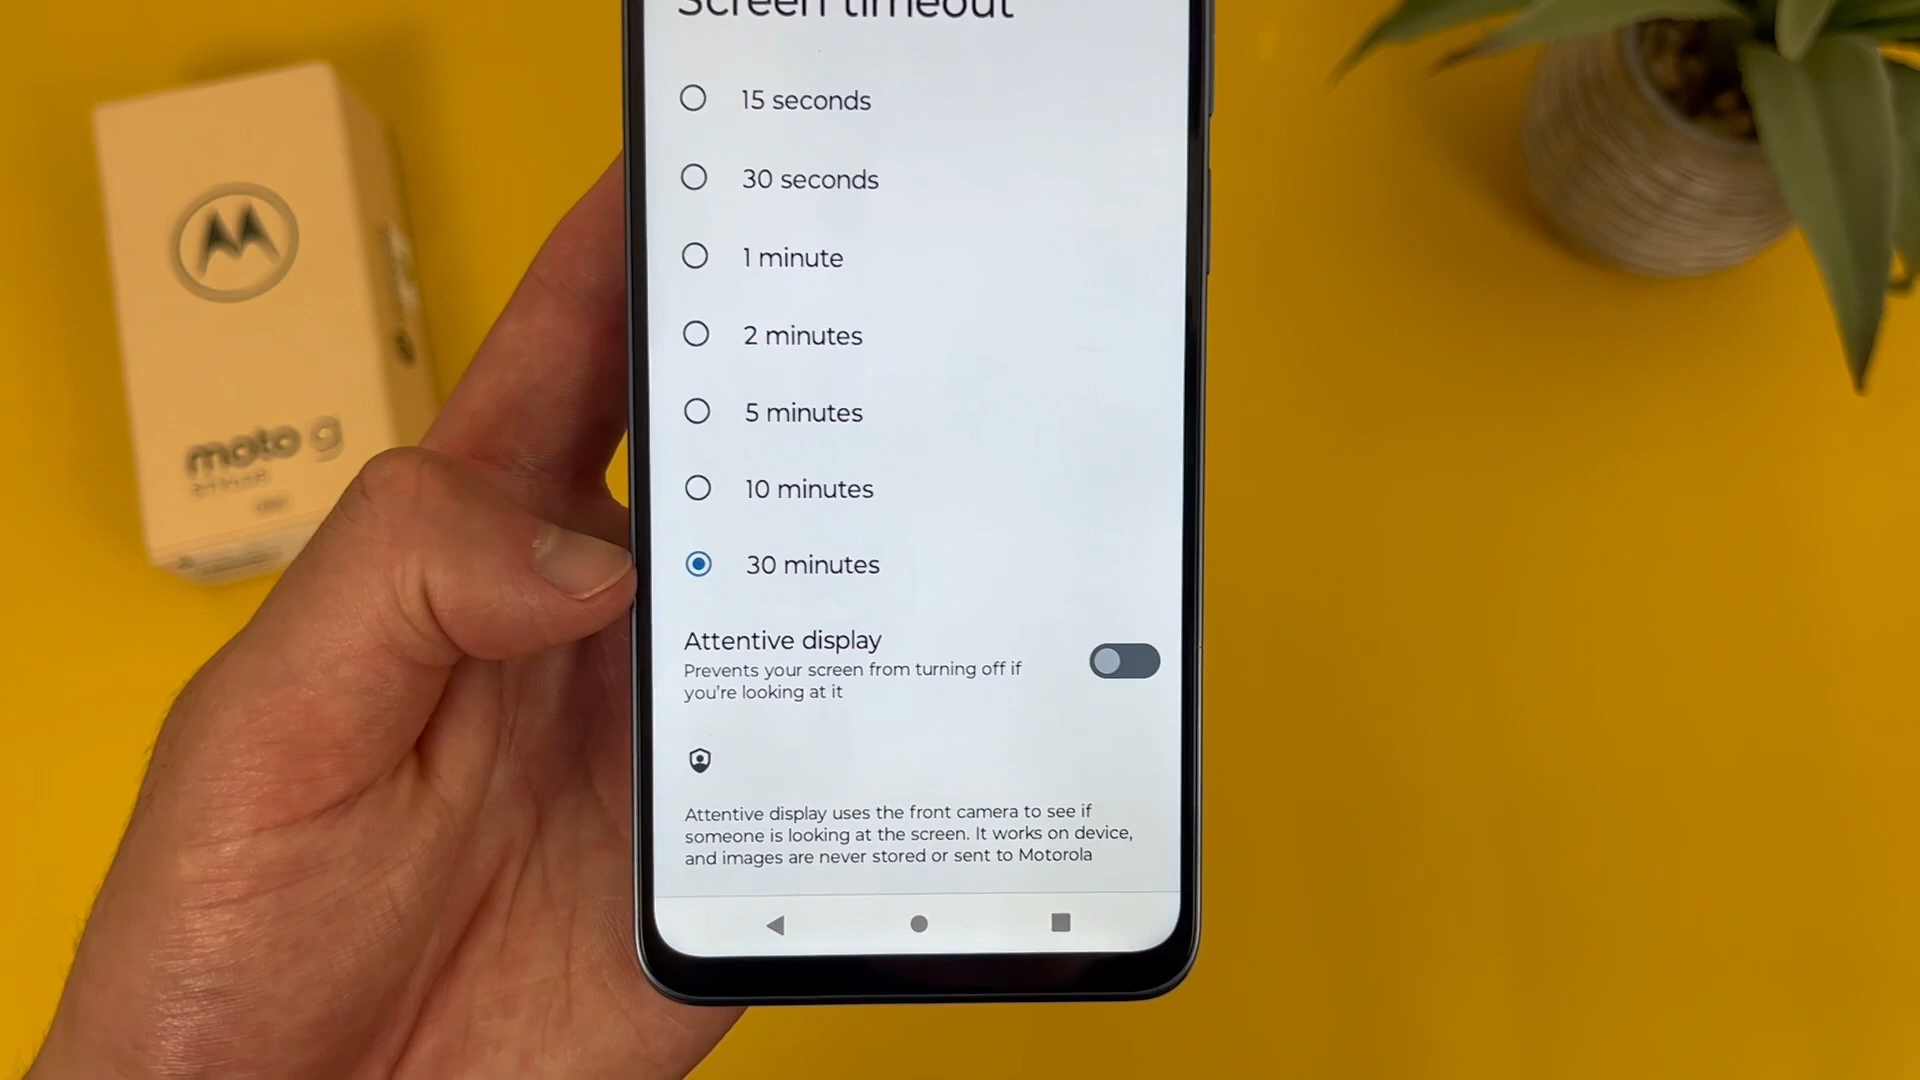 Screen timeout
15 seconds
30 seconds
1 minute
2 minutes
5 minutes
10 minutes
30 minutes
Attentive display
Prevents your screen from turning off if
you're looking at it
Attentive display uses the front camera to see if
someone is looking at the screen. It works on device,
and images are never stored or sent to Motorola
moto g